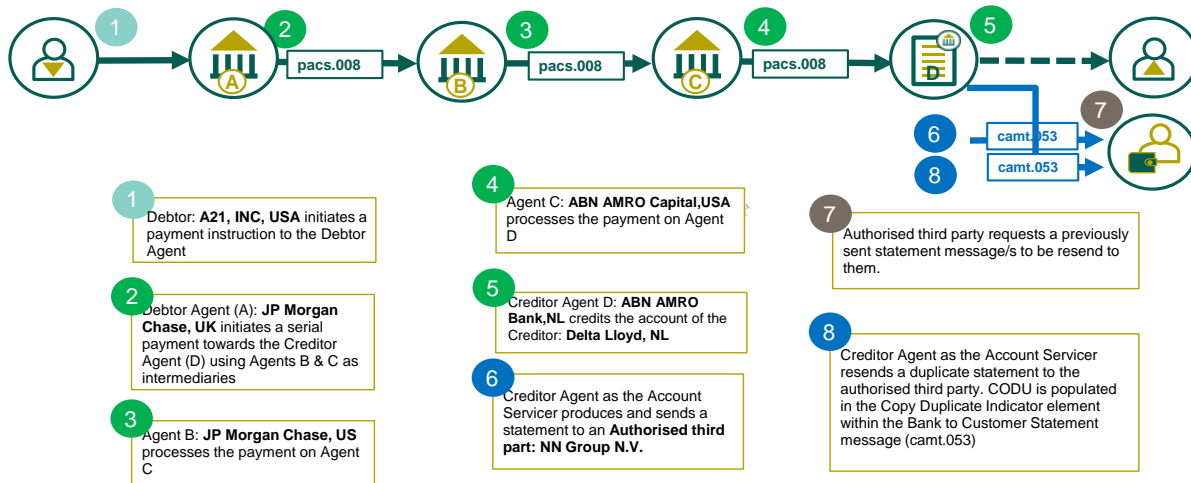 1
2
3
4
5
A
B
C
D
pacs.008
pacs.008
pacs.008
6
camt.053
7
8
camt.053
1
Debtor: A21, INC, USA initiates a
payment instruction to the Debtor
Agent
2
Debtor Agent (A): JP Morgan
Chase, UK initiates a serial
payment towards the Creditor
Agent (D) using Agents B & C as
intermediaries
3
Agent B: JP Morgan Chase, US
processes the payment on Agent
C
4
Agent C: ABN AMRO Capital,USA
processes the payment on Agent
D
5
Creditor Agent D: ABN AMRO
Bank,NL credits the account of the
Creditor: Delta Lloyd, NL
6
Creditor Agent as the Account
Servicer produces and sends a
statement to an Authorised third
part: NN Group N.V.
7
Authorised third party requests a previously
sent statement message/s to be resend to
them.
8
Creditor Agent as the Account Servicer
resends a duplicate statement to the
authorised third party. CODU is populated
in the Copy Duplicate Indicator element
within the Bank to Customer Statement
message (camt.053)